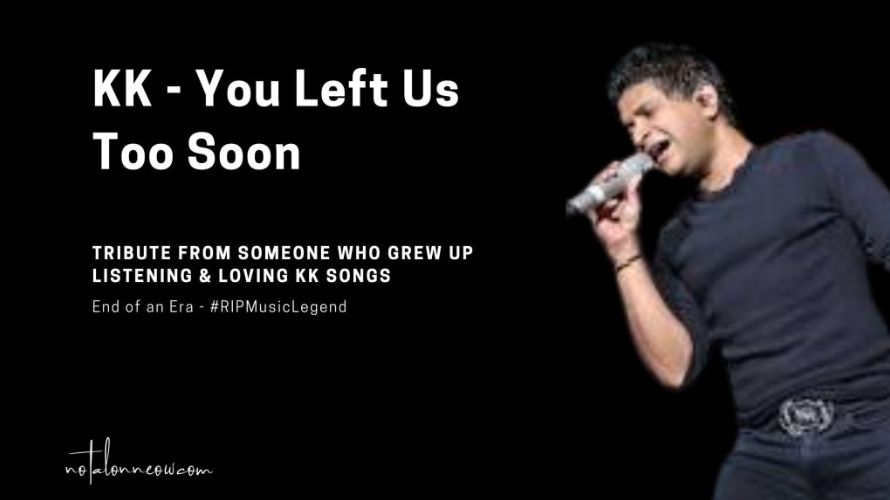 KK - You Left Us
Too Soon
TRIBUTE FROM SOMEONE WHO GREW UP
LISTENING & LOVING KK SONGS
End of an Era - #RIPMusicLegend
notalonneow.com